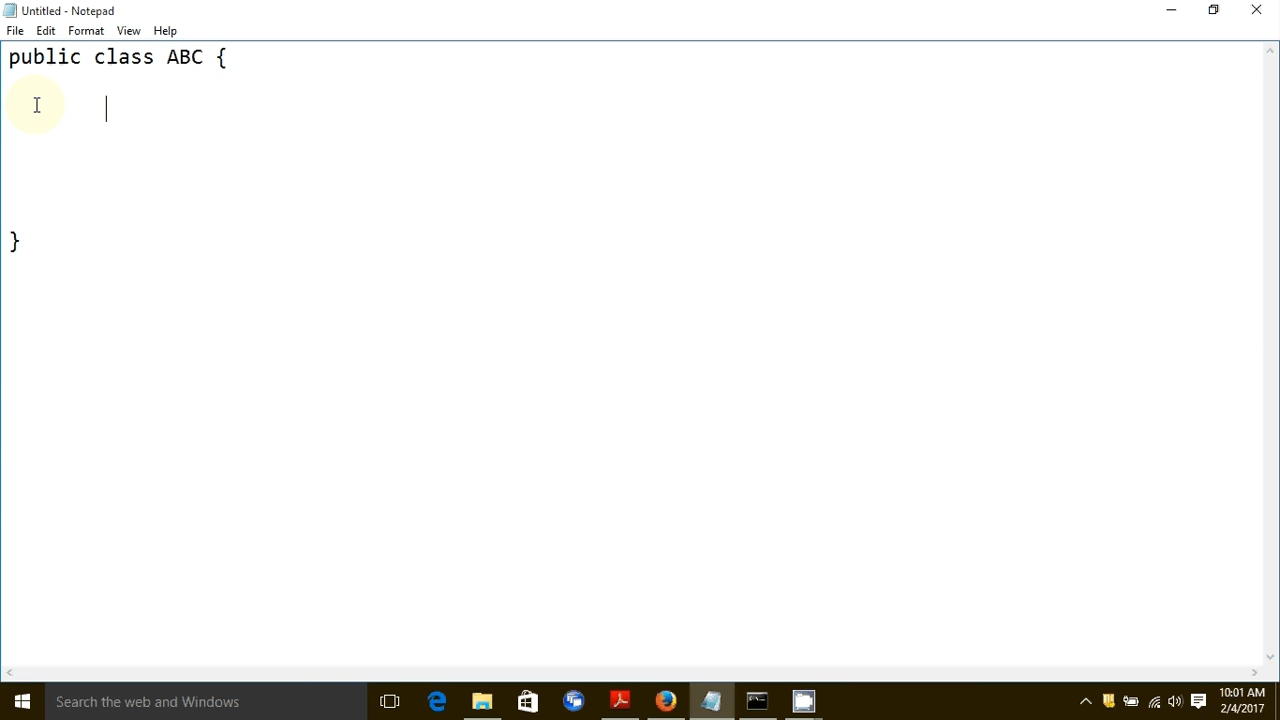 Untitled - Notepad
File Edit Format View Help
public class ABC {
}
Search the web and Windows
10:01 AM
2/4/2017